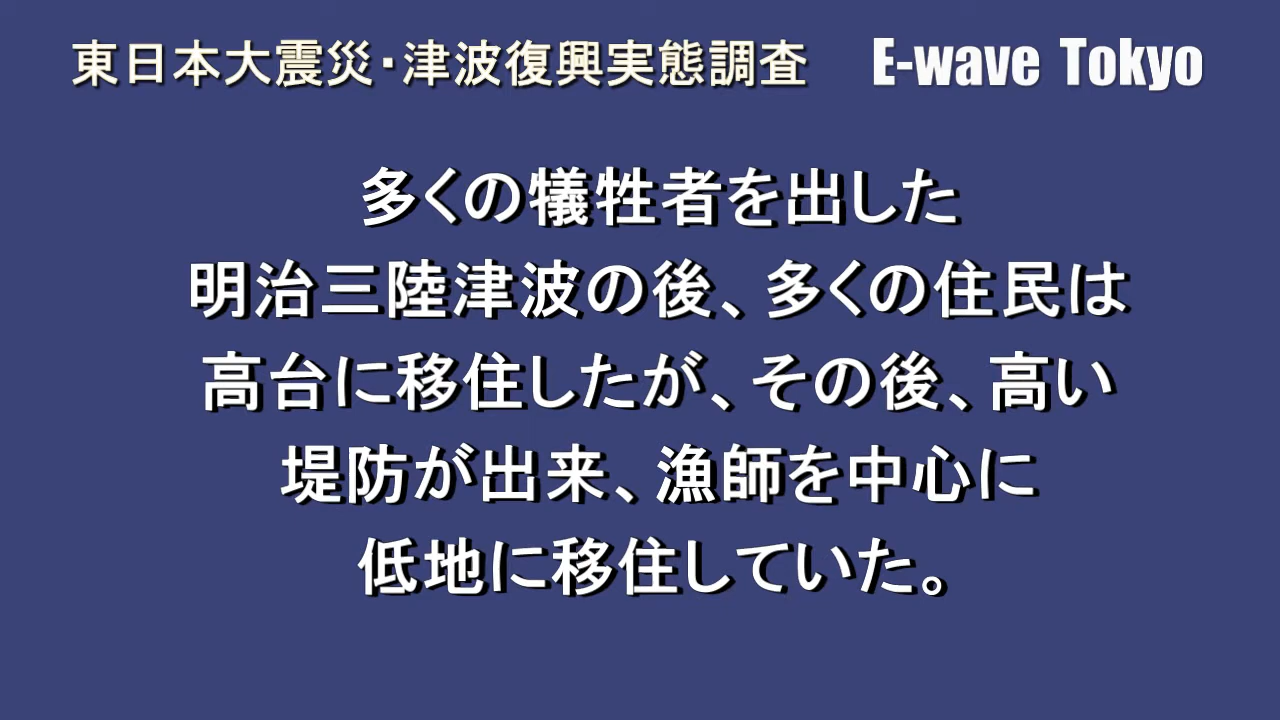 東日本大震災・津波復興実態調査 E-wave Tokyo
多くの犠牲者を出した
明治三陸津波の後、多くの住民は
高台に移住したが、その後、高い
堤防が出来、漁師を中心に
低地に移住していた。